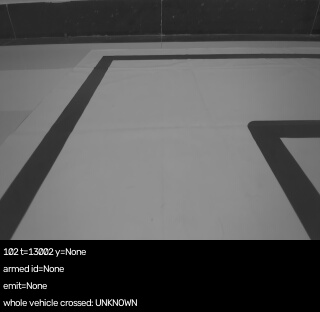 102 t=13002 y=None
armed id=None
emit=None
whole vehicle crossed: UNKNOWN